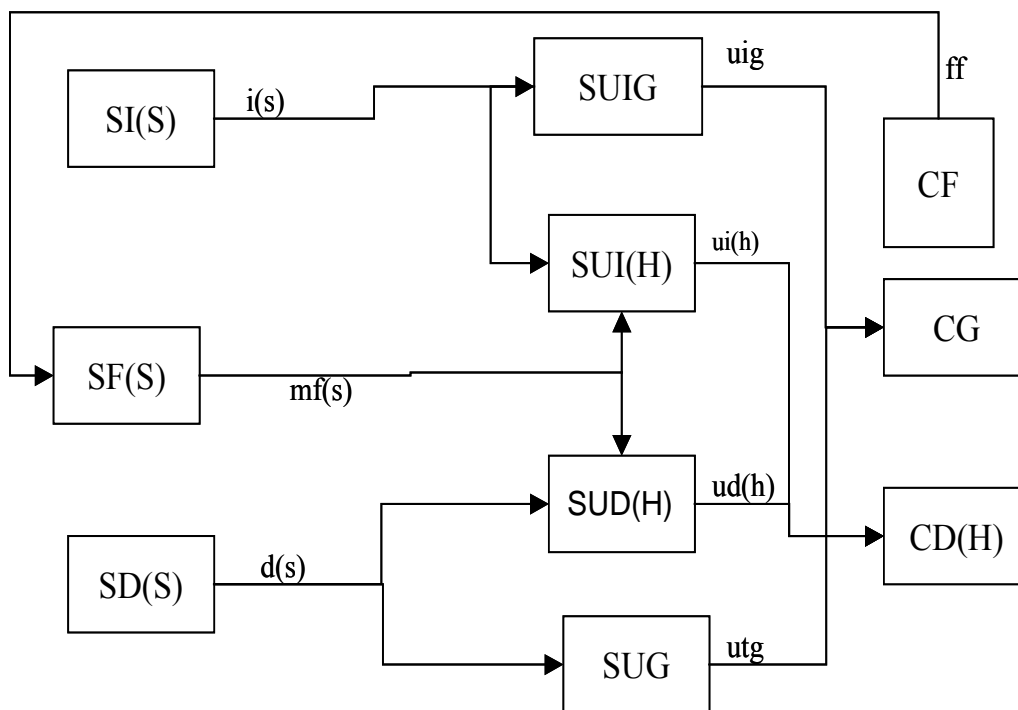 uig
ff
SUIG
SI(S)
i(s)
CF
SUI(H)
ui(h)
CG
SF(S)
mf(s)
SUD(H)
ud(h)
CD(H)
SD(S)
d(s)
SUG
utg